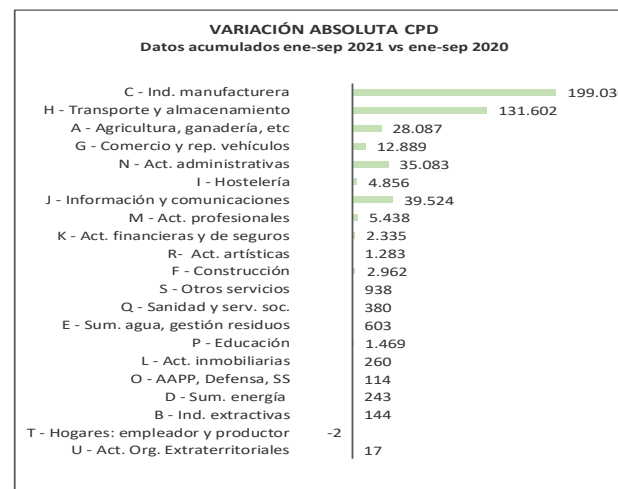 VARIACIÓN ABSOLUTA CPD
Datos acumulados ene-sep 2021 vs ene-sep 2020
C - Ind. manufacturera
H - Transporte y almacenamiento 131.602
A - Agricultura, ganadería, etc 28.087
G - Comercio y rep. vehículos 12.889
N - Act. administrativas 35.083
I - Hostelería 4.856
J - Información y comunicaciones 39.524
M - Act. profesionales 5.438
K - Act. financieras y de seguros 2.335
R- Act. artísticas 1.283
F - Construcción 2.962
S - Otros servicios 938
Q - Sanidad y serv. soc. 380
E - Sum. agua, gestión residuos 603
P - Educación 1.469
L - Act. inmobiliarias 260
O - AAPP, Defensa, SS 114
D - Sum. energía 243
B - Ind. extractivas 144
T - Hogares: empleador y productor -2
U - Act. Org. Extraterritoriales 17